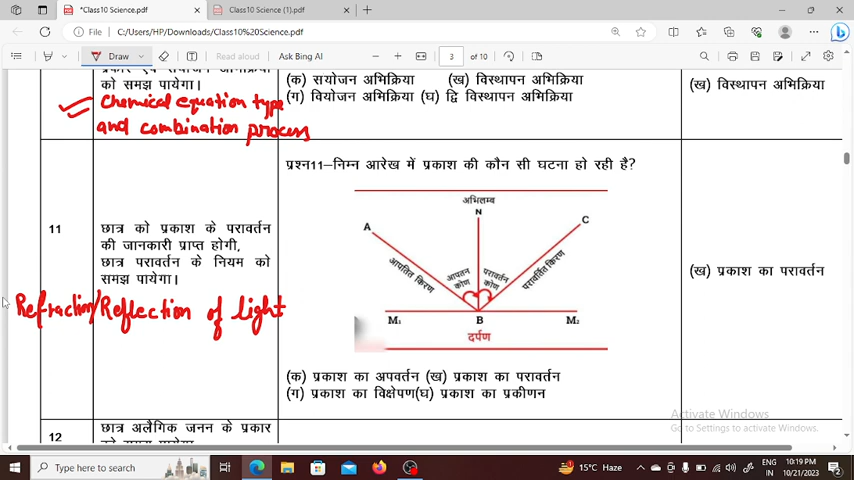 *Class10 Science.pdf
Class10 Science (1).pdf
File
C:/Users/HP/Downloads/Class10%20Science.pdf
Draw
Read aloud
Ask Bing AI
3
of 10
को समझ पायेगा।
Chemical equation type
and combination process
(क) सयोजन अभिक्रिया (ख) विस्थापन अभिक्रिया
(ग) वियोजन अभिक्रिया (घ) द्वि विस्थापन अभिक्रिया
(ख) विस्थापन अभिक्रिया
11
छात्र को प्रकाश के परावर्तन
की जानकारी प्राप्त होगी,
छात्र परावर्तन के नियम को
समझ पायेगा।
Refraction/Reflection of light
प्रश्न11–निम्न आरेख में प्रकाश की कौन सी घटना हो रही है?
अभिलम्ब
N
A
C
आपतित किरण
आपतन कोण
परावर्तन कोण
परावर्तित किरण
M₁
B
M₂
दर्पण
(क) प्रकाश का अपवर्तन (ख) प्रकाश का परावर्तन
(ग) प्रकाश का विक्षेपण(घ) प्रकाश का प्रकीणन
(ख) प्रकाश का परावर्तन
12
छात्र अलैगिक जनन के प्रकार
Activate Windows
Go to Settings to activate Windows.
Type here to search
15°C Haze
ENG
IN
10:19 PM
10/21/2023